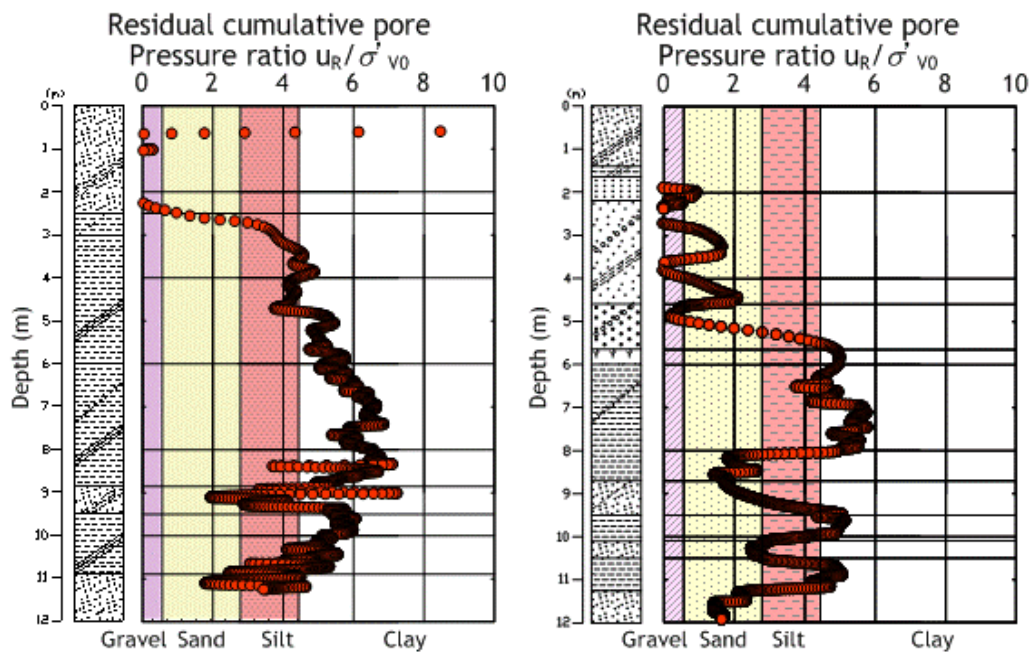 Residual cumulative pore
Pressure ratio uR/σ'V0
0 2 4 6 8 10
(m)
0
1
2
3
4
5
6
7
8
9
10
11
12
Depth (m)
Gravel Sand Silt Clay
Residual cumulative pore
Pressure ratio uR/σ'V0
0 2 4 6 8 10
(m)
0
1
2
3
4
5
6
7
8
9
10
11
12
Depth (m)
Gravel Sand Silt Clay